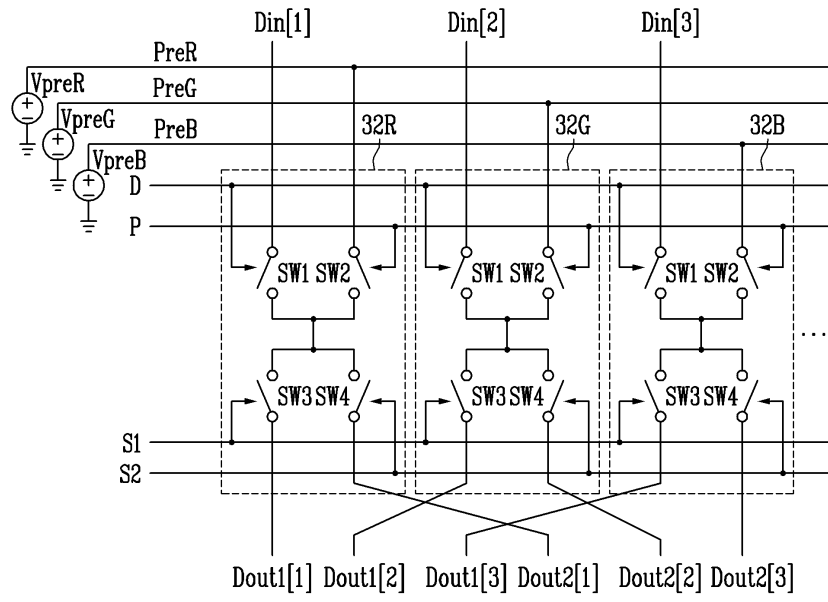 Din[1] Din[2] Din[3]
PreR
VpreR
PreG
VpreG
32R 32G 32B
PreB
VpreB
D
P
SW1 SW2 SW1 SW2 SW1 SW2
...
SW3 SW4 SW3 SW4 SW3 SW4
S1
S2
Dout1[1] Dout1[2] Dout1[3] Dout2[1] Dout2[2] Dout2[3]